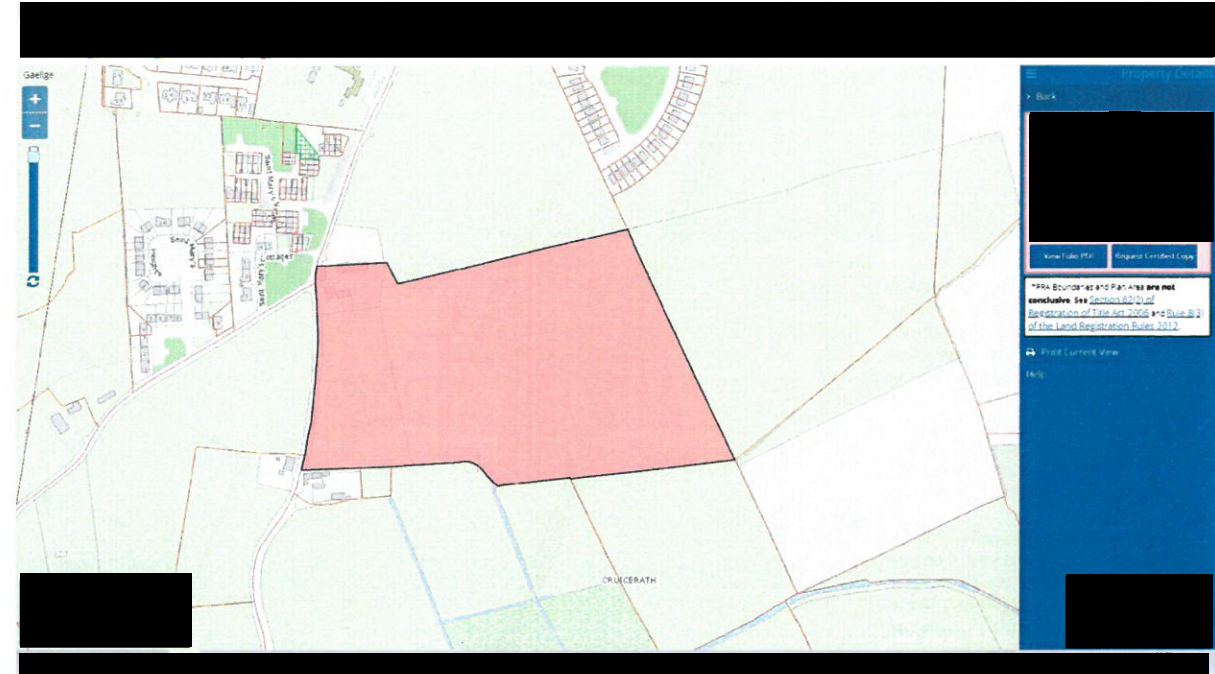 Gaeilge
+
−
Saint Mary's Villas
Mary's
Cottages
Property Details
> Back
View Folio PDF
Request Certified Copy
*PRA Boundaries and Plan Area are not
conclusive. See Section 62(2) of
Registration of Title Act 2006 and Rule 8(3)
of the Land Registration Rules 2012.
Print Current View
Help
CRUICERATH